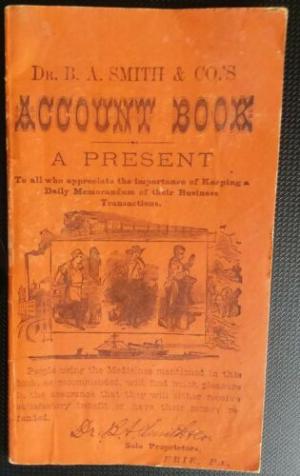 DR. B. A. SMITH & CO.'S
ACCOUNT BOOK
A PRESENT
To all who appreciate the importance of Keeping a
Daily Memorandum of their Business
Transactions.
People using the Medicines mentioned in this
book, as recommended, will find much pleasure
in the assurance that they will either receive
satisfactory benefit or have their money re-
funded.
Dr. B A Smith & Co
Sole Proprietors,
ERIE, Pa.